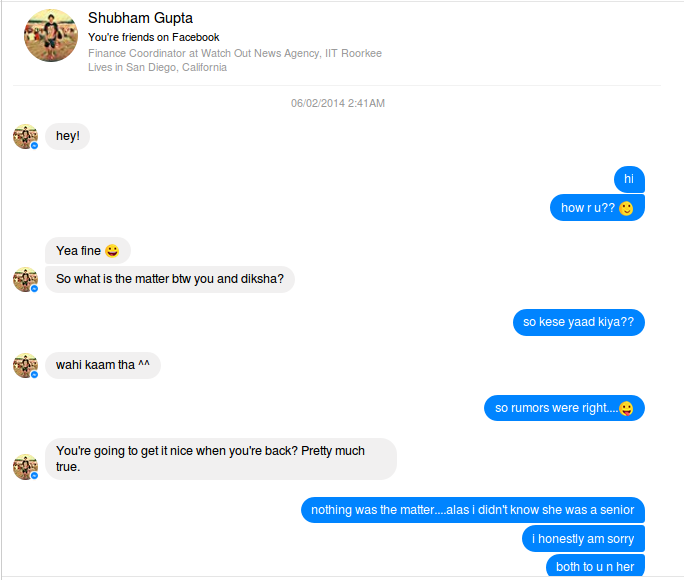 Shubham Gupta
You're friends on Facebook
Finance Coordinator at Watch Out News Agency, IIT Roorkee
Lives in San Diego, California
06/02/2014 2:41AM
hey!
hi
how r u?? 🙂
Yea fine 😀
So what is the matter btw you and diksha?
so kese yaad kiya??
wahi kaam tha ^^
so rumors were right....😜
You're going to get it nice when you're back? Pretty much
true.
nothing was the matter....alas i didn't know she was a senior
i honestly am sorry
both to u n her